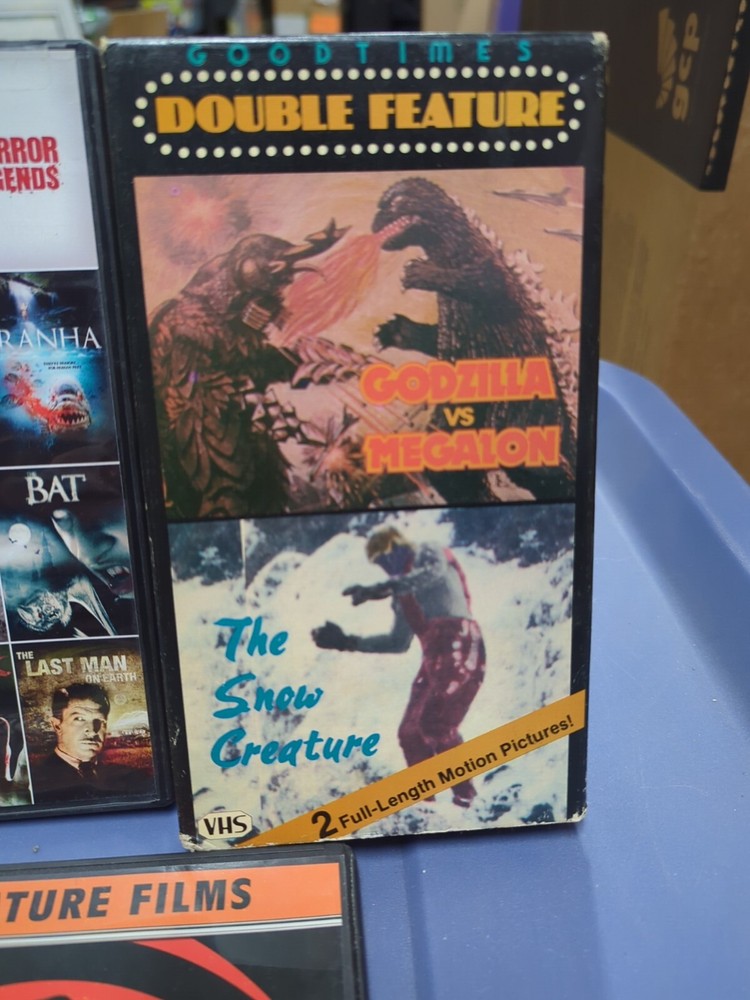 GOODTIMES
DOUBLE FEATURE
GODZILLA
VS
MEGALON
The
Snow
Creature
2 Full-Length Motion Pictures!
VHS
RROR
GENDS
RANHA
BAT
THE
LAST MAN
ON EARTH
TURE FILMS
gcp